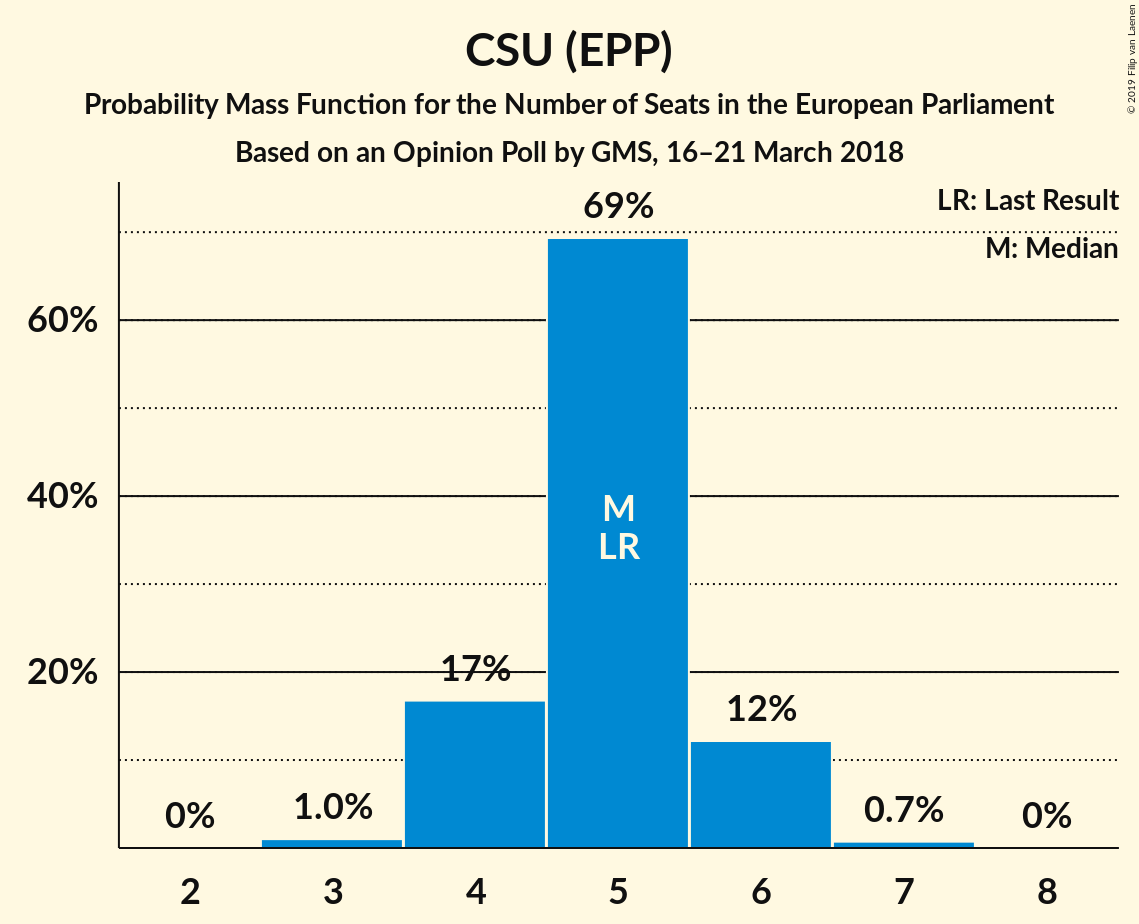 CSU (EPP)
Probability Mass Function for the Number of Seats in the European Parliament
Based on an Opinion Poll by GMS, 16–21 March 2018
© 2019 Filip van Laenen
LR: Last Result
M: Median
69%
60%
40%
M
LR
20%
17%
12%
0%
1.0%
0.7%
0%
2 3 4 5 6 7 8